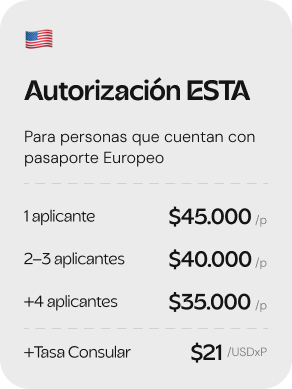 Autorización ESTA
Para personas que cuentan con
pasaporte Europeo
1 aplicante $45.000 /p
2–3 aplicantes $40.000 /p
+4 aplicantes $35.000 /p
+Tasa Consular $21 /USDxP